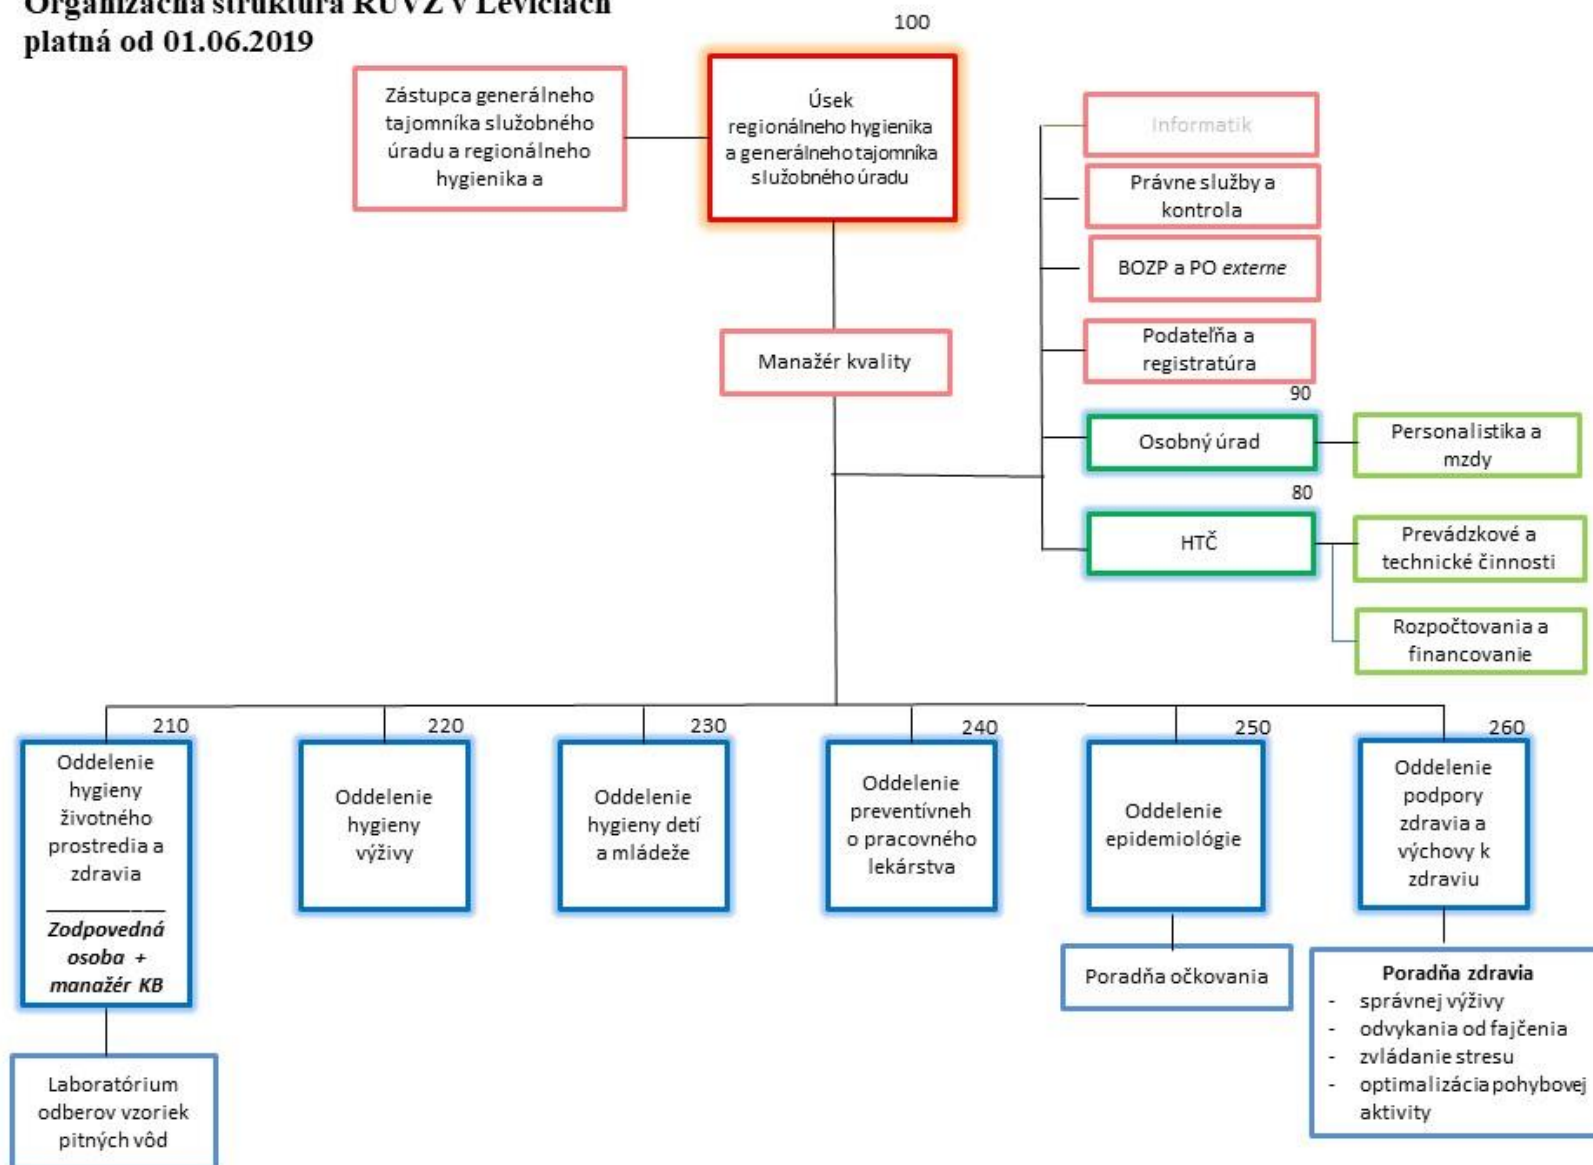 Organizačná štruktúra RÚVZ v Leviciach
platná od 01.06.2019
100
Zástupca generálneho
tajomníka služobného
úradu a regionálneho
hygienika a
Úsek
regionálneho hygienika
a generálneho tajomníka
služobného úradu
Informatik
Právne služby a
kontrola
BOZP a PO externe
Podateľňa a
registratúra
Manažér kvality
90
Osobný úrad
Personalistika a
mzdy
80
HTČ
Prevádzkové a
technické činnosti
Rozpočtovania a
financovanie
210
Oddelenie
hygieny
životného
prostredia a
zdravia
Zodpovedná
osoba +
manažér KB
Laboratórium
odberov vzoriek
pitných vôd
220
Oddelenie
hygieny
výživy
230
Oddelenie
hygieny detí
a mládeže
240
Oddelenie
preventívneh
o pracovného
lekárstva
250
Oddelenie
epidemiológie
Poradňa očkovania
260
Oddelenie
podpory
zdravia a
výchovy k
zdraviu
Poradňa zdravia
- správnej výživy
- odvykania od fajčenia
- zvládanie stresu
- optimalizácia pohybovej
aktivity